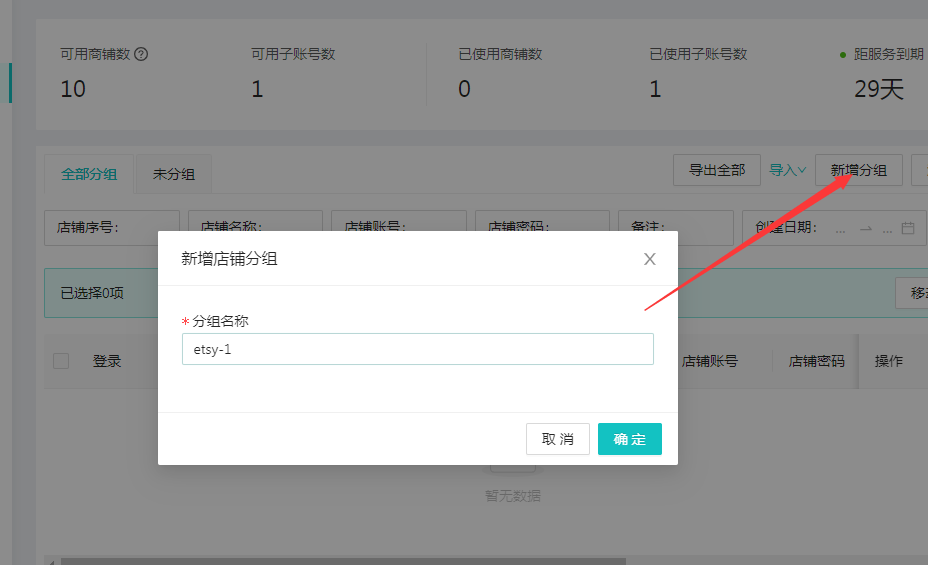 可用商铺数 可用子账号数 已使用商铺数 已使用子账号数 距服务到期
10 1 0 1 29天
全部分组 未分组 导出全部 导入 新增分组
店铺序号: 店铺名称: 店铺账号: 店铺密码: 备注: 创建日期: ... → ...
新增店铺分组
已选择0项
* 分组名称
etsy-1
登录 店铺账号 店铺密码 操作
取 消 确 定
暂无数据